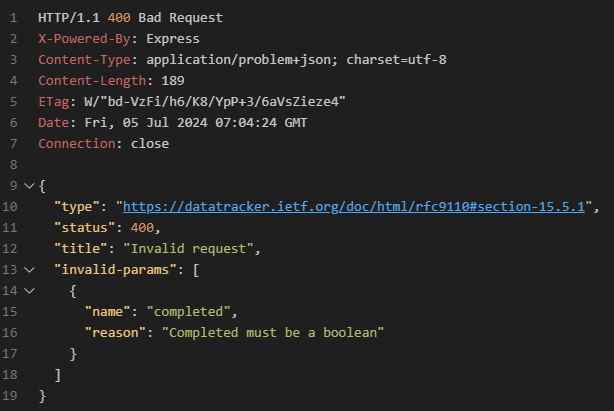 1 HTTP/1.1 400 Bad Request
2 X-Powered-By: Express
3 Content-Type: application/problem+json; charset=utf-8
4 Content-Length: 189
5 ETag: W/"bd-VzFi/h6/K8/YpP+3/6aVsZieze4"
6 Date: Fri, 05 Jul 2024 07:04:24 GMT
7 Connection: close
8
9 {
10 "type": "https://datatracker.ietf.org/doc/html/rfc9110#section-15.5.1",
11 "status": 400,
12 "title": "Invalid request",
13 "invalid-params": [
14 {
15 "name": "completed",
16 "reason": "Completed must be a boolean"
17 }
18 ]
19 }